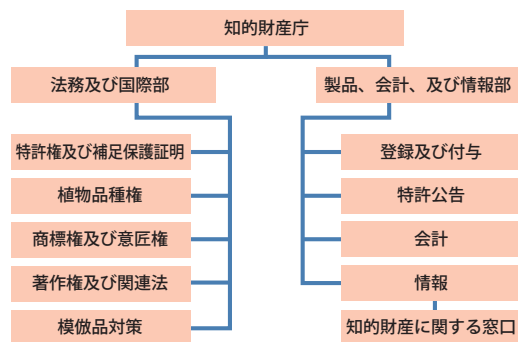 知的財産庁
法務及び国際部
製品、会計、及び情報部
特許権及び補足保護証明
植物品種権
商標権及び意匠権
著作権及び関連法
模倣品対策
登録及び付与
特許公告
会計
情報
知的財産に関する窓口